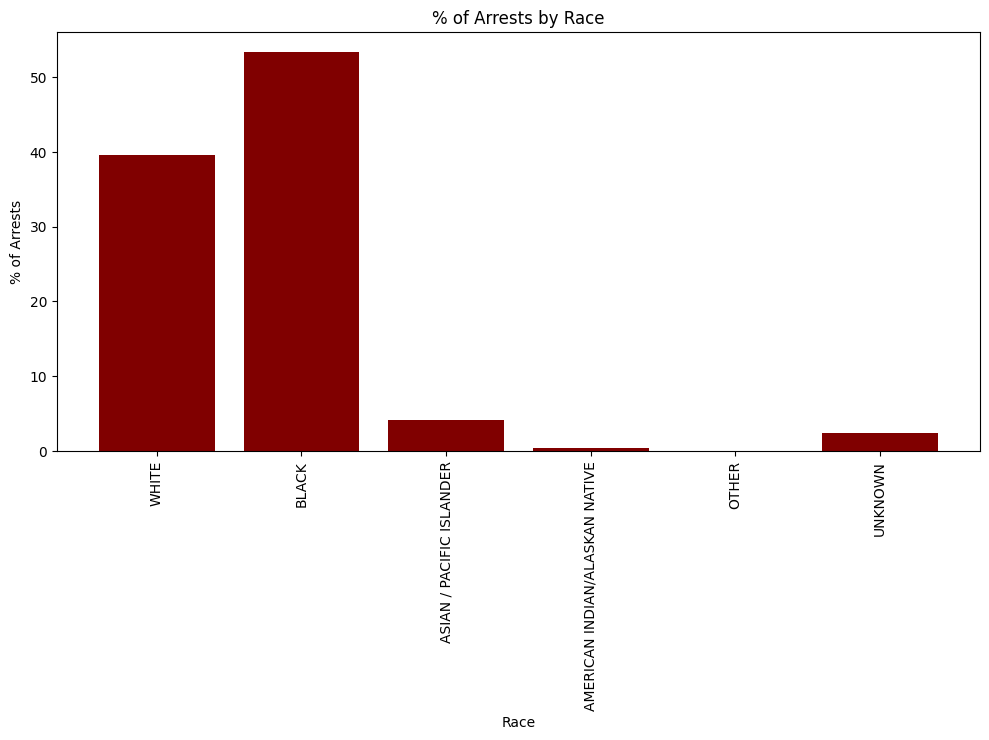 % of Arrests by Race
% of Arrests
50
40
30
20
10
0
WHITE
BLACK
ASIAN / PACIFIC ISLANDER
AMERICAN INDIAN/ALASKAN NATIVE
OTHER
UNKNOWN
Race